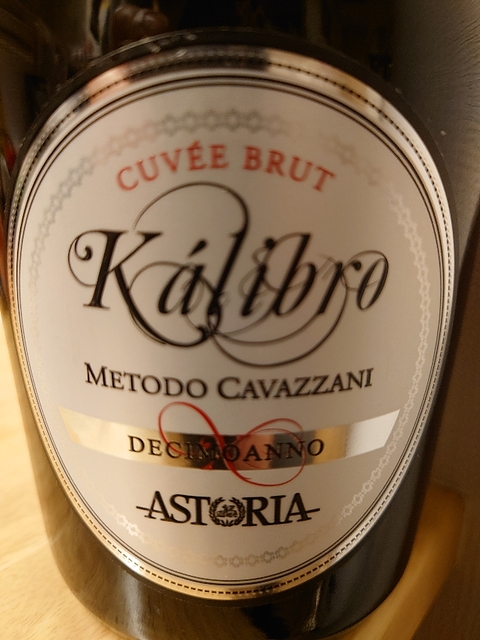 CUVÉE BRUT
Kálibro
METODO CAVAZZANI
DECIMOANNO
ASTORIA